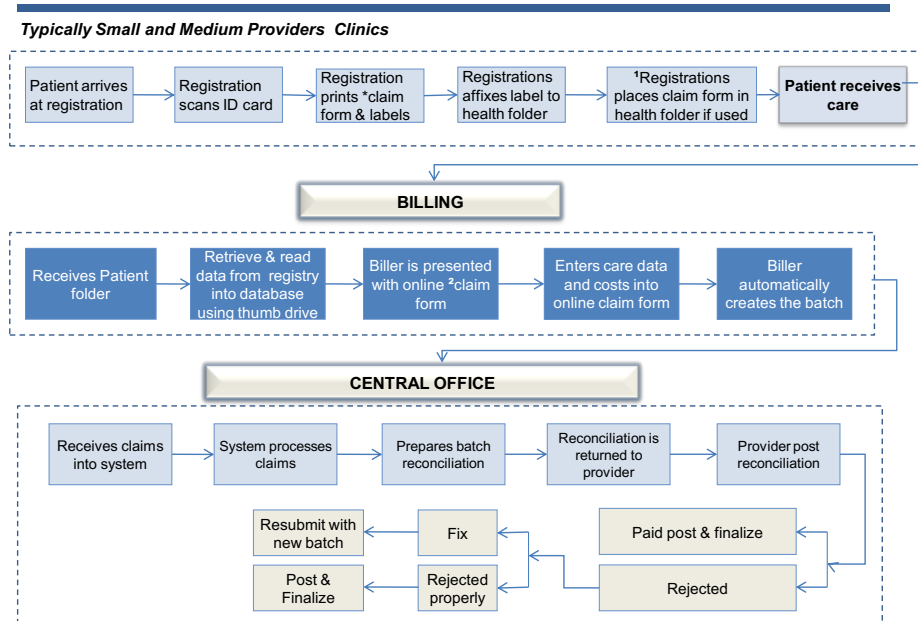 Typically Small and Medium Providers Clinics
Patient arrives
at registration
Registration
scans ID card
Registration
prints *claim
form & labels
Registrations
affixes label to
health folder
¹Registrations
places claim form in
health folder if used
Patient receives
care
BILLING
Receives Patient
folder
Retrieve & read
data from registry
into database
using thumb drive
Biller is presented
with online ²claim
form
Enters care data
and costs into
online claim form
Biller
automatically
creates the batch
CENTRAL OFFICE
Receives claims
into system
System processes
claims
Prepares batch
reconciliation
Reconciliation is
returned to
provider
Provider post
reconciliation
Resubmit with
new batch
Fix
Paid post & finalize
Post &
Finalize
Rejected
properly
Rejected